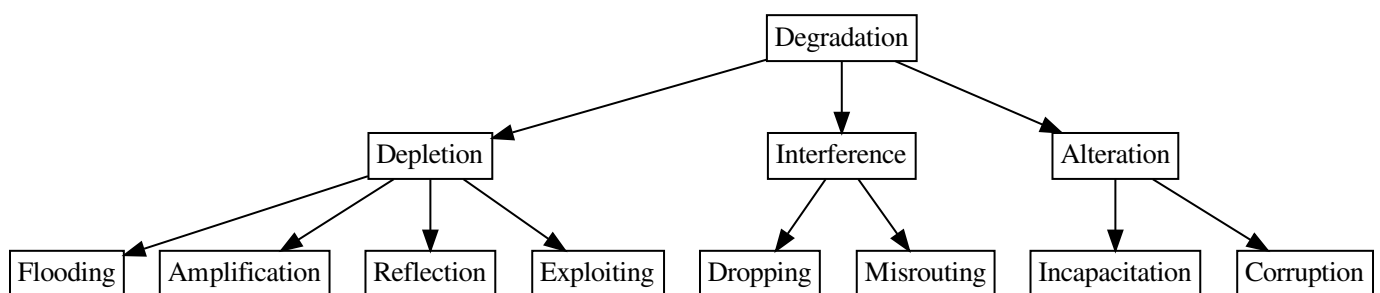 Degradation
Depletion
Interference
Alteration
Flooding
Amplification
Reflection
Exploiting
Dropping
Misrouting
Incapacitation
Corruption